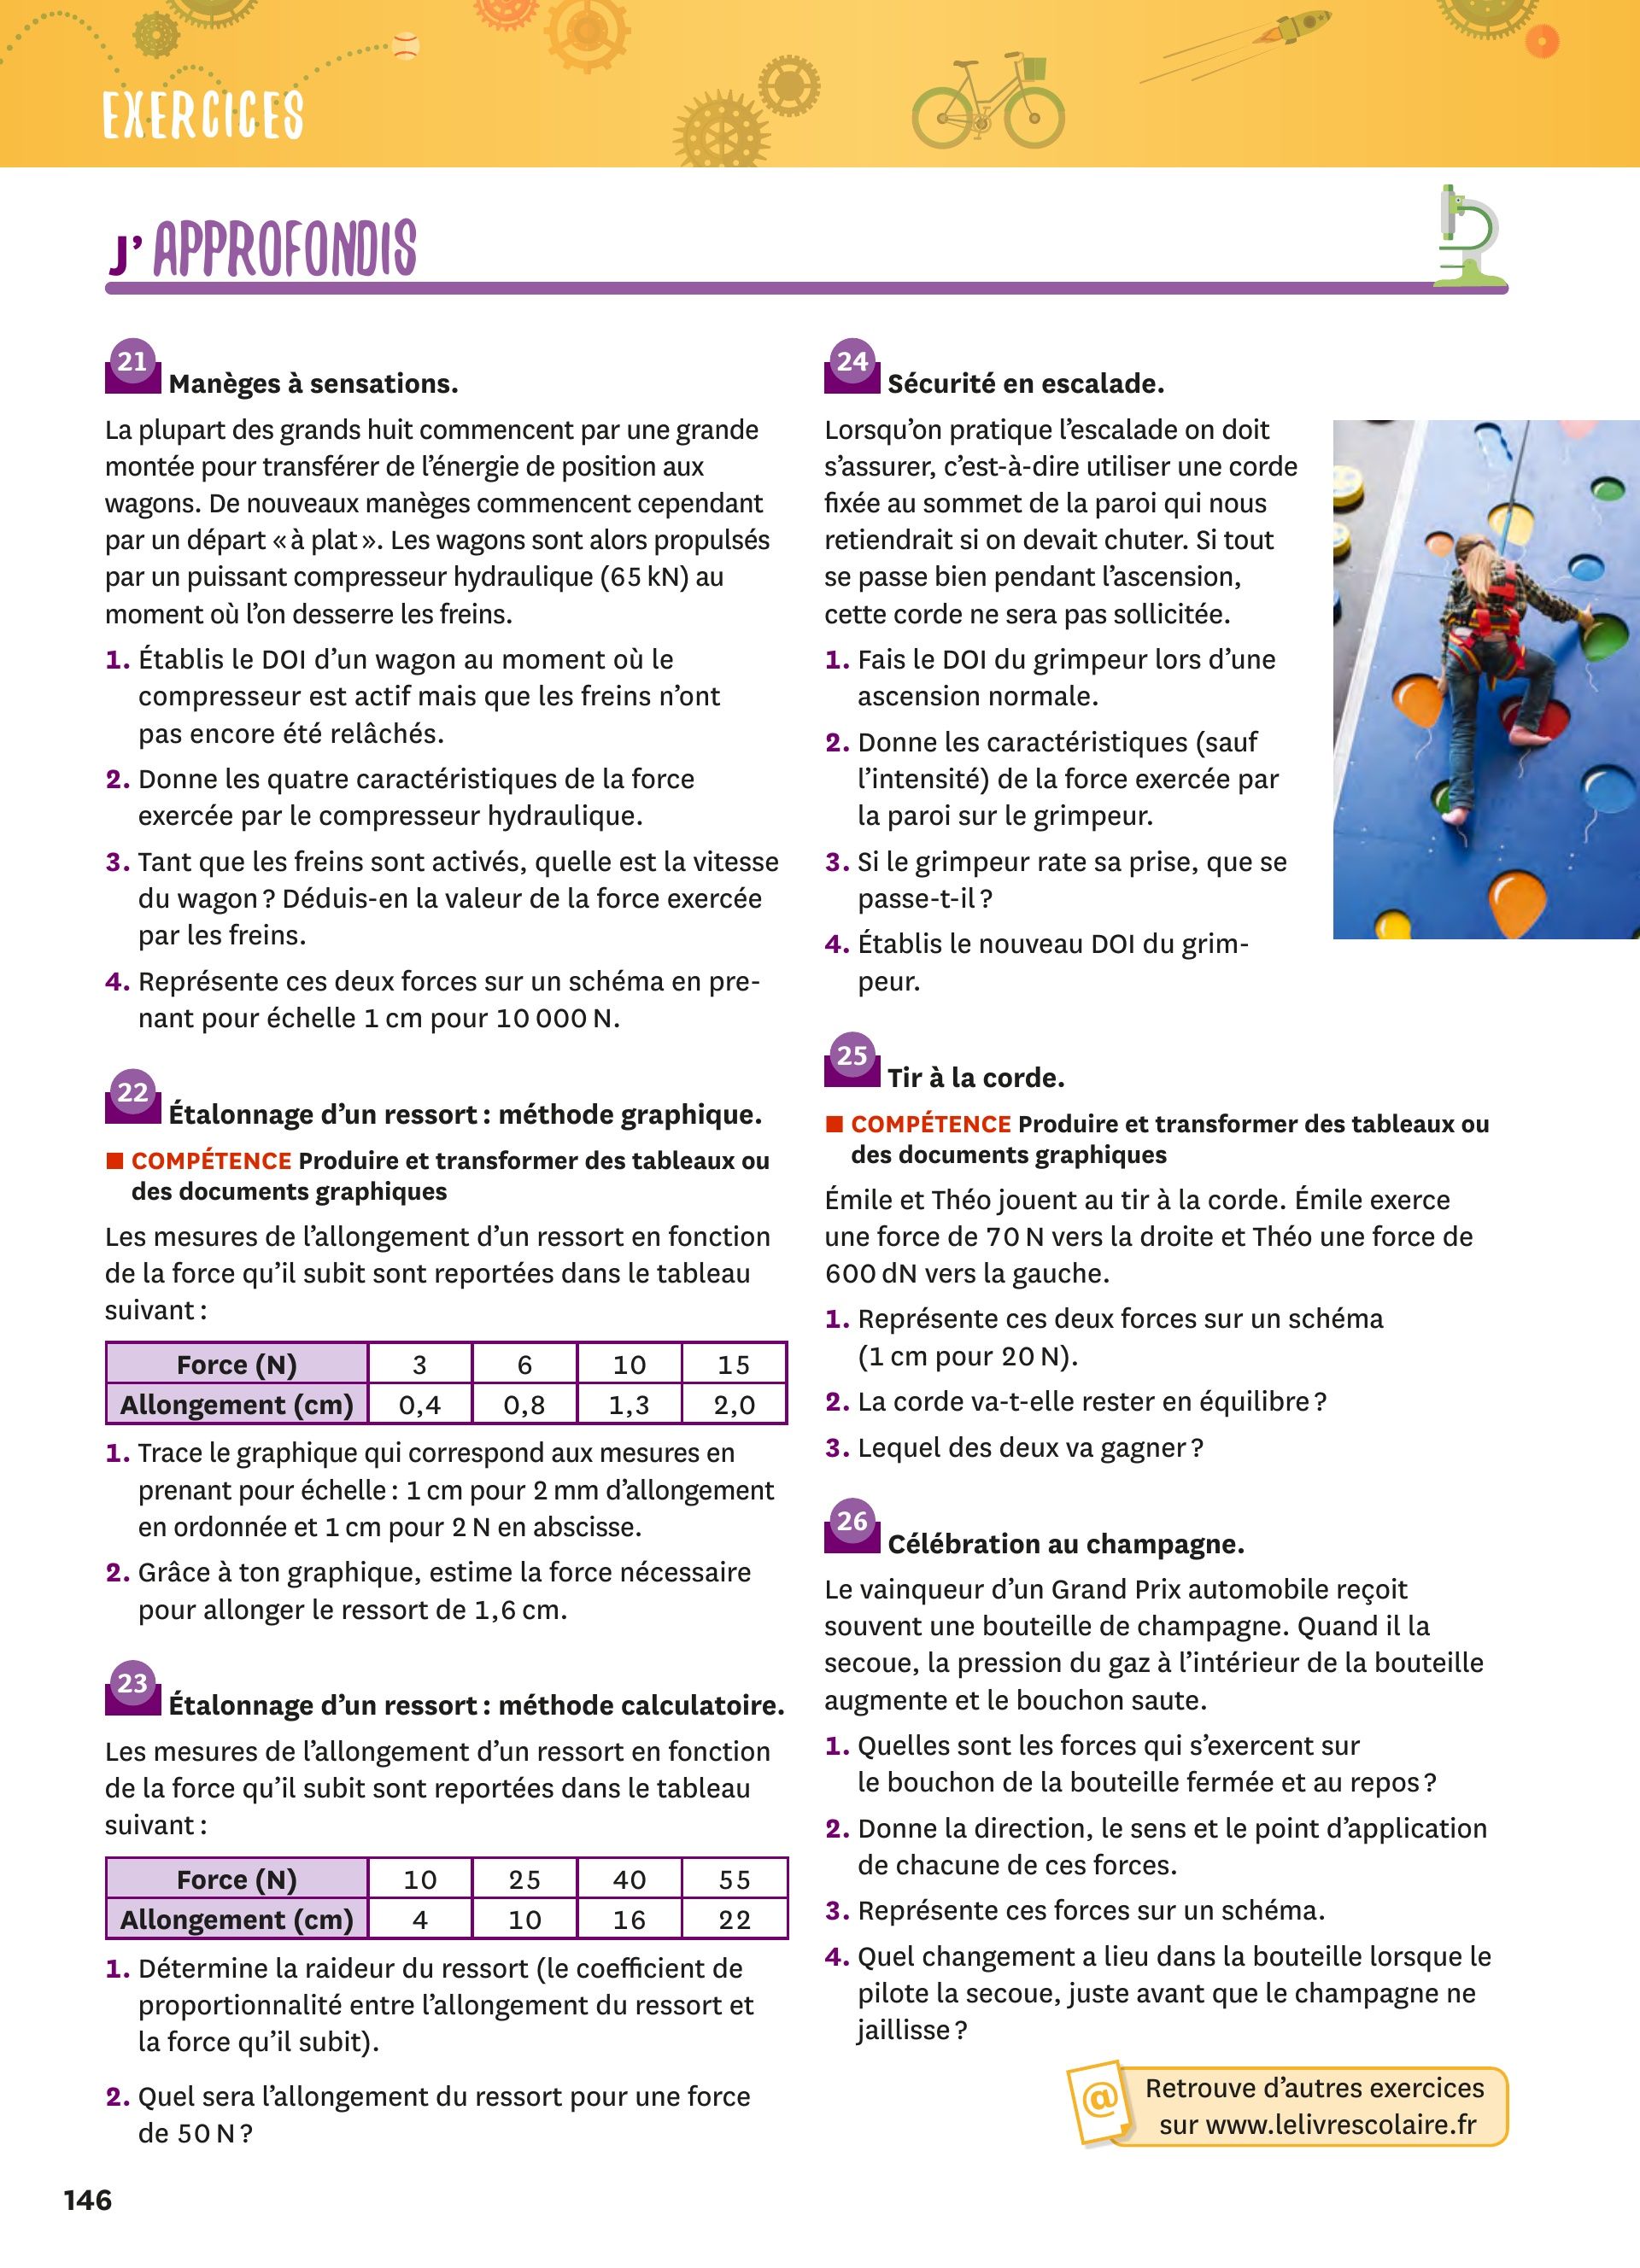 EXERCICES
J’APPROFONDIS
21 Manèges à sensations.
La plupart des grands huit commencent par une grande
montée pour transférer de l’énergie de position aux
wagons. De nouveaux manèges commencent cependant
par un départ « à plat ». Les wagons sont alors propulsés
par un puissant compresseur hydraulique (65 kN) au
moment où l’on desserre les freins.
1. Établis le DOI d’un wagon au moment où le
compresseur est actif mais que les freins n’ont
pas encore été relâchés.
2. Donne les quatre caractéristiques de la force
exercée par le compresseur hydraulique.
3. Tant que les freins sont activés, quelle est la vitesse
du wagon ? Déduis-en la valeur de la force exercée
par les freins.
4. Représente ces deux forces sur un schéma en pre-
nant pour échelle 1 cm pour 10 000 N.
22 Étalonnage d’un ressort : méthode graphique.
COMPÉTENCE Produire et transformer des tableaux ou
des documents graphiques
Les mesures de l’allongement d’un ressort en fonction
de la force qu’il subit sont reportées dans le tableau
suivant :
Force (N) 3 6 10 15
Allongement (cm) 0,4 0,8 1,3 2,0
1. Trace le graphique qui correspond aux mesures en
prenant pour échelle : 1 cm pour 2 mm d’allongement
en ordonnée et 1 cm pour 2 N en abscisse.
2. Grâce à ton graphique, estime la force nécessaire
pour allonger le ressort de 1,6 cm.
23 Étalonnage d’un ressort : méthode calculatoire.
Les mesures de l’allongement d’un ressort en fonction
de la force qu’il subit sont reportées dans le tableau
suivant :
Force (N) 10 25 40 55
Allongement (cm) 4 10 16 22
1. Détermine la raideur du ressort (le coefficient de
proportionnalité entre l’allongement du ressort et
la force qu’il subit).
2. Quel sera l’allongement du ressort pour une force
de 50 N ?
24 Sécurité en escalade.
Lorsqu’on pratique l’escalade on doit
s’assurer, c’est-à-dire utiliser une corde
fixée au sommet de la paroi qui nous
retiendrait si on devait chuter. Si tout
se passe bien pendant l’ascension,
cette corde ne sera pas sollicitée.
1. Fais le DOI du grimpeur lors d’une
ascension normale.
2. Donne les caractéristiques (sauf
l’intensité) de la force exercée par
la paroi sur le grimpeur.
3. Si le grimpeur rate sa prise, que se
passe-t-il ?
4. Établis le nouveau DOI du grim-
peur.
25 Tir à la corde.
COMPÉTENCE Produire et transformer des tableaux ou
des documents graphiques
Émile et Théo jouent au tir à la corde. Émile exerce
une force de 70 N vers la droite et Théo une force de
600 dN vers la gauche.
1. Représente ces deux forces sur un schéma
(1 cm pour 20 N).
2. La corde va-t-elle rester en équilibre ?
3. Lequel des deux va gagner ?
26 Célébration au champagne.
Le vainqueur d’un Grand Prix automobile reçoit
souvent une bouteille de champagne. Quand il la
secoue, la pression du gaz à l’intérieur de la bouteille
augmente et le bouchon saute.
1. Quelles sont les forces qui s’exercent sur
le bouchon de la bouteille fermée et au repos ?
2. Donne la direction, le sens et le point d’application
de chacune de ces forces.
3. Représente ces forces sur un schéma.
4. Quel changement a lieu dans la bouteille lorsque le
pilote la secoue, juste avant que le champagne ne
jaillisse ?
@ Retrouve d’autres exercices
sur www.lelivrescolaire.fr
146